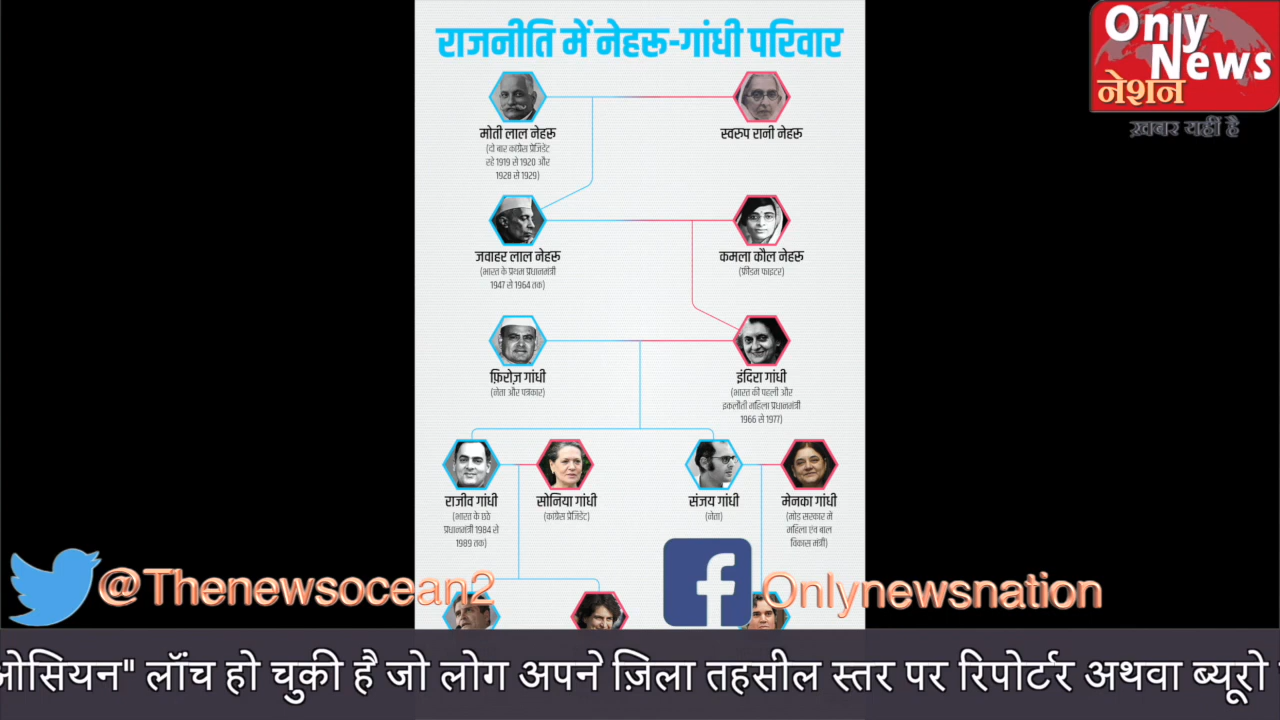 राजनीति में नेहरू-गांधी परिवार
Only
News
नेशन
ख़बर यहीं है
मोती लाल नेहरू
(दो बार कांग्रेस प्रेज़िडेंट
रहे 1919 से 1920 और
1928 से 1929)
स्वरुप रानी नेहरू
जवाहर लाल नेहरू
(भारत के प्रथम प्रधानमंत्री
1947 से 1964 तक)
कमला कौल नेहरू
(फ्रीडम फाइटर)
फ़िरोज़ गांधी
(नेता और पत्रकार)
इंदिरा गांधी
(भारत की पहली और
इकलौती महिला प्रधानमंत्री
1966 से 1977)
राजीव गांधी
(भारत के छठे
प्रधानमंत्री 1984 से
1989 तक)
सोनिया गांधी
(कांग्रेस प्रेज़िडेंट)
संजय गांधी
(नेता)
मेनका गांधी
(मोदी सरकार में
महिला एवं बाल
विकास मंत्री)
@Thenewsocean2
f
Onlynewsnation
ओसियन" लॉंच हो चुकी है जो लोग अपने ज़िला तहसील स्तर पर रिपोर्टर अथवा ब्यूरो